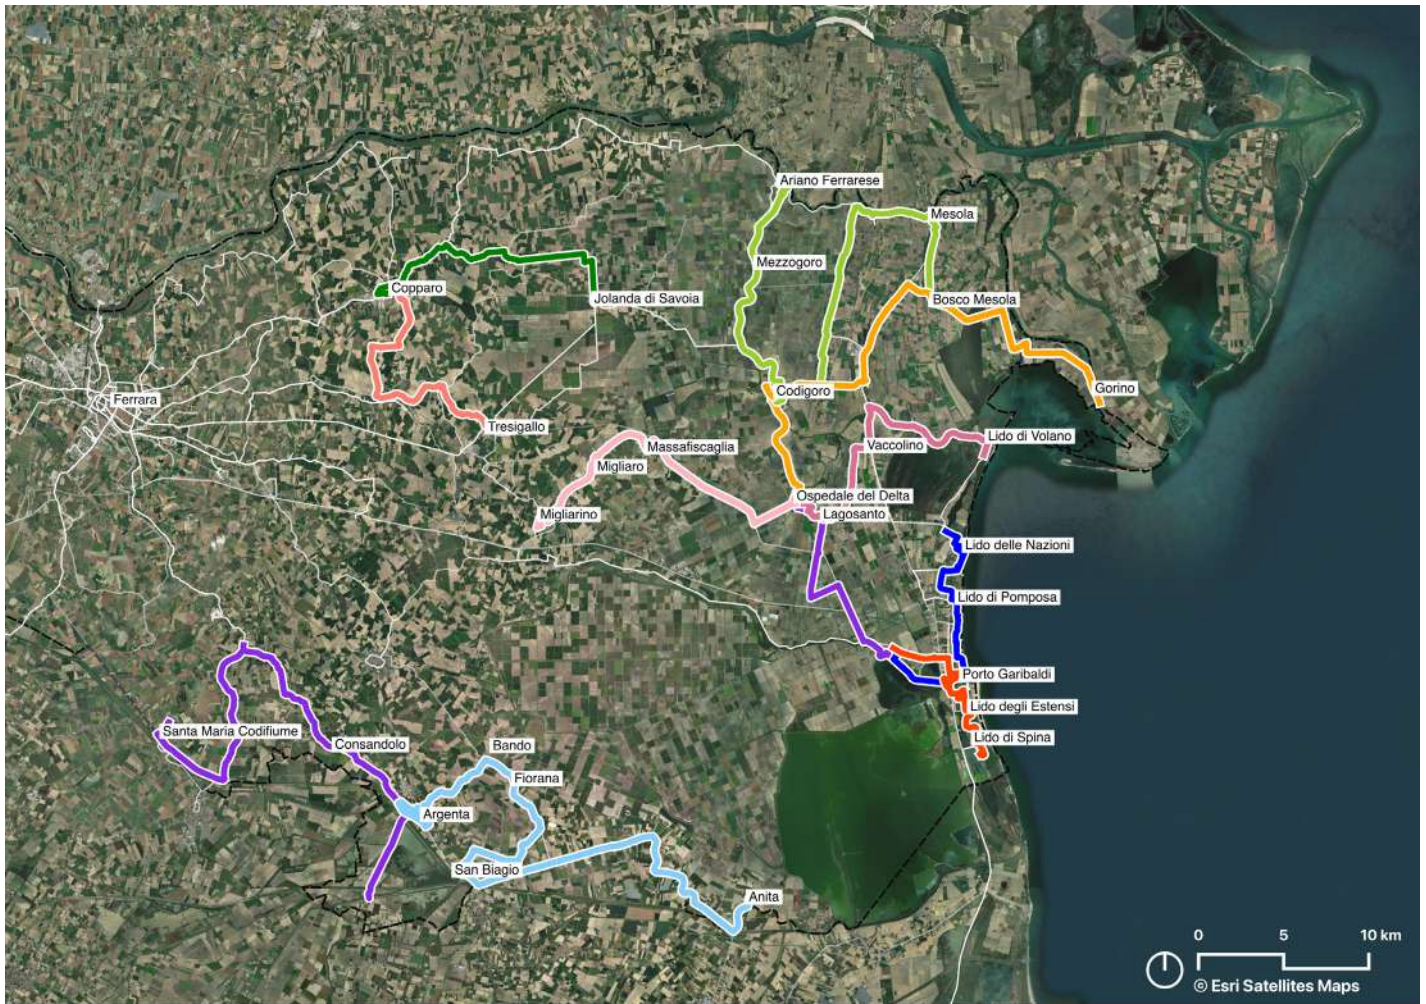 Ariano Ferrarese
Mesola
Mezzogoro
Copparo
Jolanda di Savoia
Bosco Mesola
Ferrara
Codigoro
Gorino
Tresigallo
Lido di Volano
Massafiscaglia
Vaccolino
Migliaro
Ospedale del Delta
Migliarino
Lagosanto
Lido delle Nazioni
Lido di Pomposa
Porto Garibaldi
Lido degli Estensi
Santa Maria Codifiume
Lido di Spina
Consandolo
Bando
Fiorana
Argenta
San Biagio
Anita
0 5 10 km
© Esri Satellites Maps